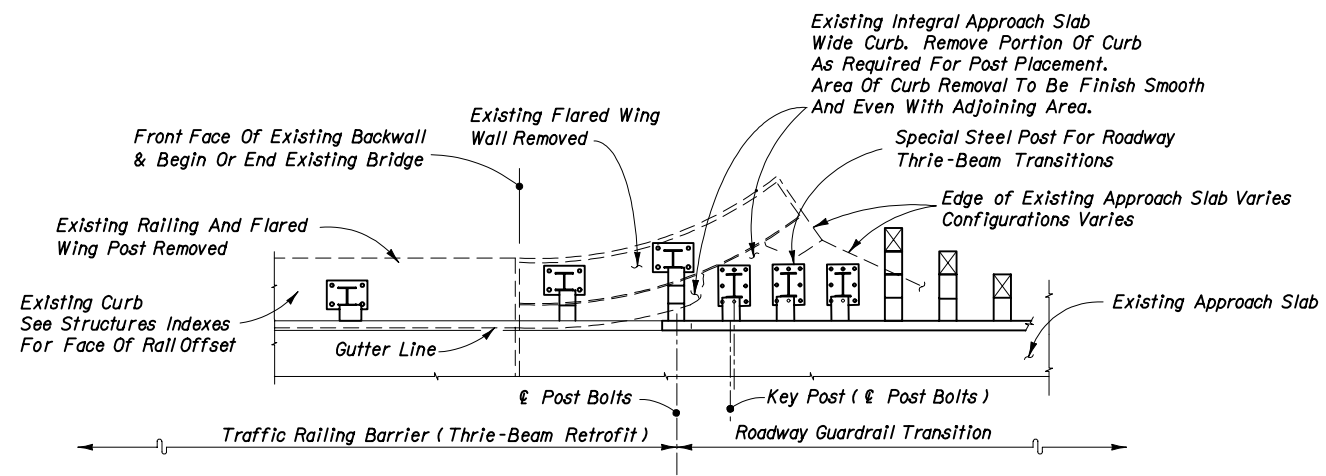 Existing Integral Approach Slab
Wide Curb. Remove Portion Of Curb
As Required For Post Placement.
Area Of Curb Removal To Be Finish Smooth
And Even With Adjoining Area.
Existing Flared Wing
Wall Removed
Front Face Of Existing Backwall
& Begin Or End Existing Bridge
Special Steel Post For Roadway
Thrie-Beam Transitions
Edge of Existing Approach Slab Varies
Configurations Varies
Existing Railing And Flared
Wing Post Removed
Existing Curb
See Structures Indexes
For Face Of Rail Offset
Existing Approach Slab
Gutter Line
℄ Post Bolts
Key Post ( ℄ Post Bolts )
Traffic Railing Barrier ( Thrie-Beam Retrofit )
Roadway Guardrail Transition